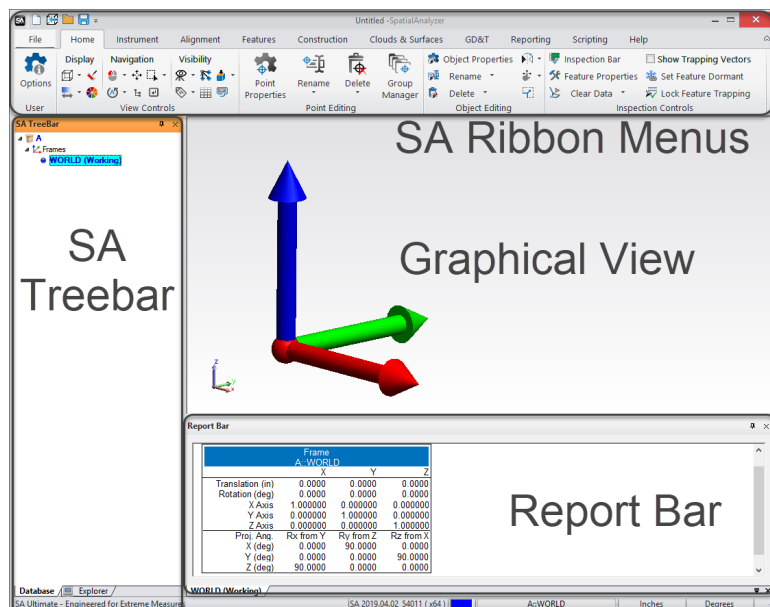 SA Untitled -SpatialAnalyzer
File Home Instrument Alignment Features Construction Clouds & Surfaces GD&T Reporting Scripting Help
Options
User
Display Navigation Visibility
View Controls
Point Properties Rename Delete Group Manager
Point Editing
Object Properties
Rename
Delete
Object Editing
Inspection Bar Show Trapping Vectors
Feature Properties Set Feature Dormant
Clear Data Lock Feature Trapping
Inspection Controls
SA TreeBar
A
Frames
WORLD (Working)
SA Ribbon Menus
SA
Treebar
Graphical View
z
y
x
Report Bar
Frame
A::WORLD
X Y Z
Translation (in) 0.0000 0.0000 0.0000
Rotation (deg) 0.0000 0.0000 0.0000
X Axis 1.000000 0.000000 0.000000
Y Axis 0.000000 1.000000 0.000000
Z Axis 0.000000 0.000000 1.000000
Proj. Ang. Rx from Y Ry from Z Rz from X
X (deg) 0.0000 90.0000 0.0000
Y (deg) 0.0000 0.0000 90.0000
Z (deg) 90.0000 0.0000 0.0000
Report Bar
Database Explorer
WORLD (Working)
SA Ultimate - Engineered for Extreme Measures SA 2019.04.02_54011 (x64) A::WORLD Inches Degrees